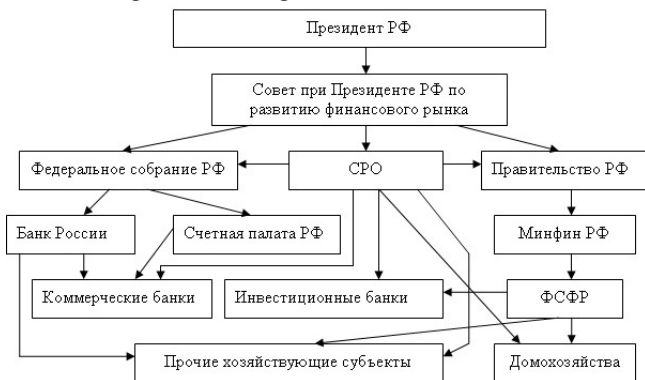 Президент РФ
Совет при Президенте РФ по
развитию финансового рынка
Федеральное собрание РФ
СРО
Правительство РФ
Банк России
Счетная палата РФ
Минфин РФ
Коммерческие банки
Инвестиционные банки
ФСФР
Прочие хозяйствующие субъекты
Домохозяйства